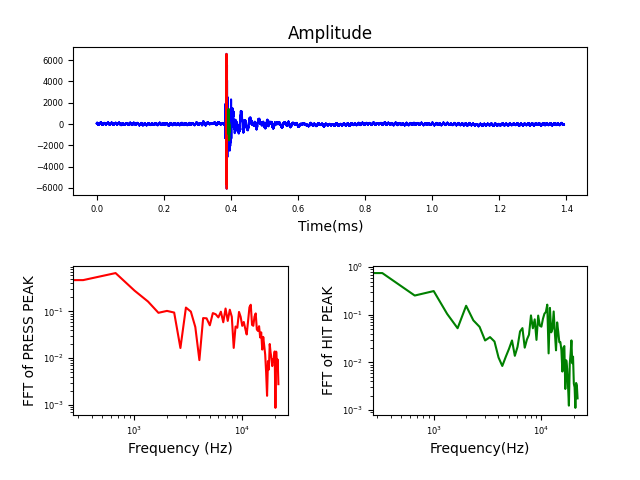 Amplitude
6000
4000
2000
0
−2000
−4000
−6000
0.0 0.2 0.4 0.6 0.8 1.0 1.2 1.4
Time(ms)
FFT of PRESS PEAK
10⁻¹
10⁻²
10⁻³
10³ 10⁴
Frequency (Hz)
FFT of HIT PEAK
10⁰
10⁻¹
10⁻²
10⁻³
10³ 10⁴
Frequency(Hz)